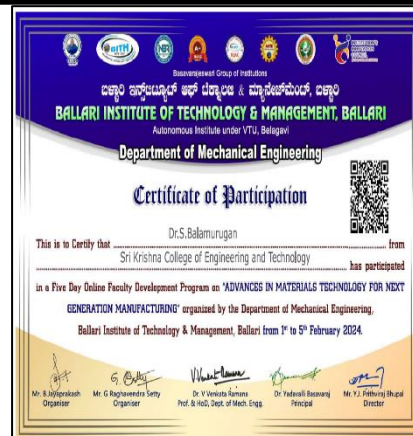 Basavarajeswari Group of Institutions
ಬಳ್ಳಾರಿ ಇನ್ಸ್ಟಿಟ್ಯೂಟ್ ಆಫ್ ಟೆಕ್ನಾಲಜಿ & ಮ್ಯಾನೇಜ್‌ಮೆಂಟ್, ಬಳ್ಳಾರಿ
BALLARI INSTITUTE OF TECHNOLOGY & MANAGEMENT, BALLARI
Autonomous Institute under VTU, Belagavi
Department of Mechanical Engineering
Certificate of Participation
Dr.S.Balamurugan
This is to Certify that from
Sri Krishna College of Engineering and Technology
has participated
in a Five Day Online Faculty Development Program on "ADVANCES IN MATERIALS TECHNOLOGY FOR NEXT
GENERATION MANUFACTURING" organized by the Department of Mechanical Engineering,
Ballari Institute of Technology & Management, Ballari from 1st to 5th February 2024.
Mr. B.Jayaprakash Mr. G Raghavendra Setty Dr. V Venkata Ramana Dr. Yadavalli Basavaraj Mr. Y.J. Prithviraj Bhupal
Organiser Organiser Prof. & HoD, Dept. of Mech. Engg. Principal Director